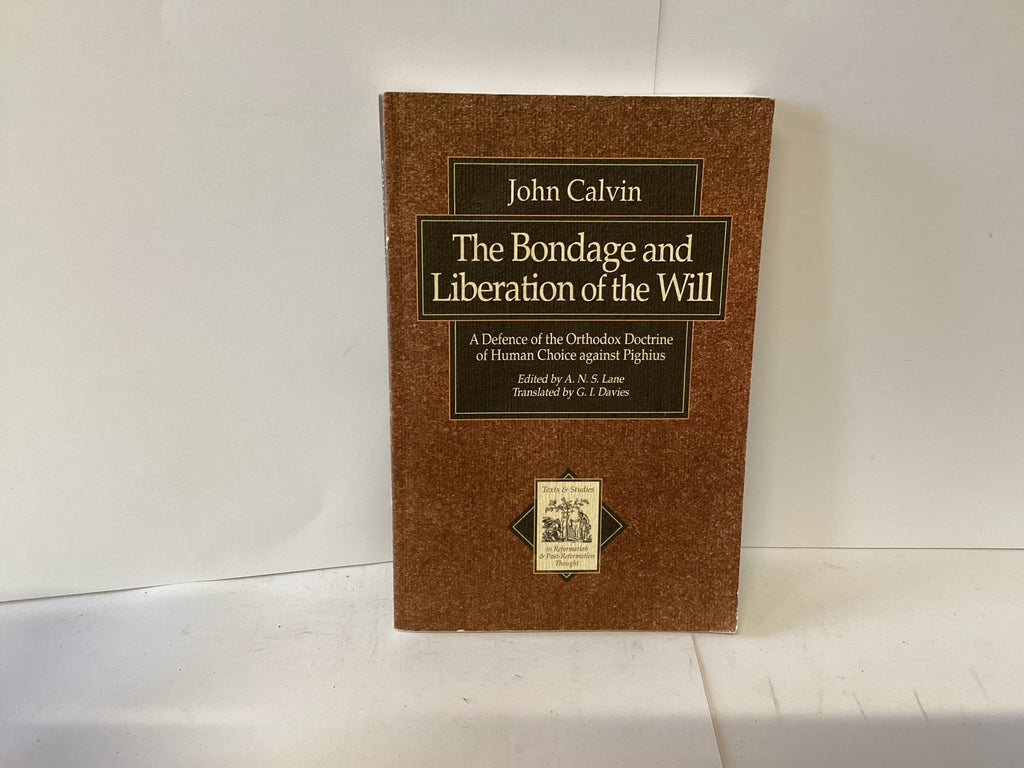 John Calvin
The Bondage and
Liberation of the Will
A Defence of the Orthodox Doctrine
of Human Choice against Pighius
Edited by A. N. S. Lane
Translated by G. I. Davies
Texts & Studies
in Reformation
& Post-Reformation
Thought